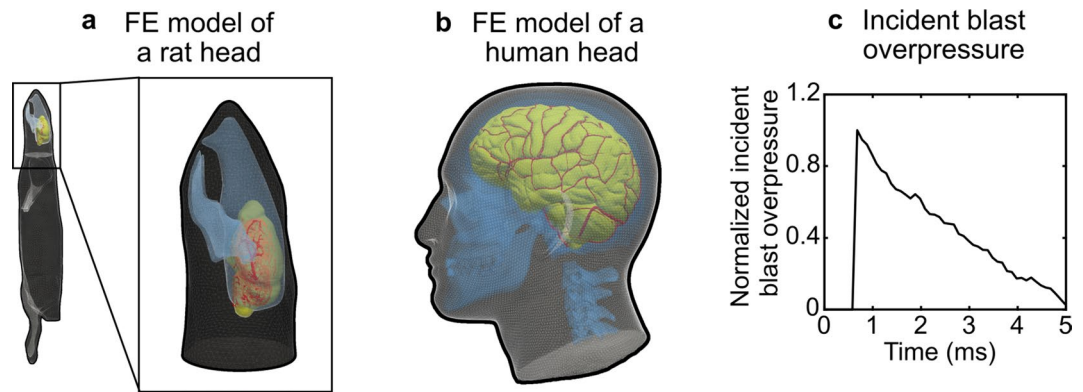 a FE model of
a rat head
b FE model of a
human head
c Incident blast
overpressure
Normalized incident
blast overpressure
1.2
0.8
0.4
0
0 1 2 3 4 5
Time (ms)